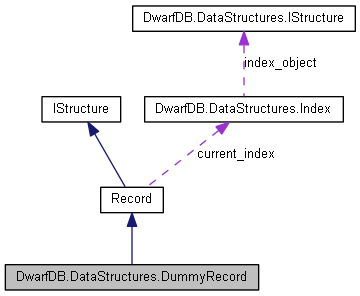 DwarfDB.DataStructures.IStructure
index_object
IStructure
DwarfDB.DataStructures.Index
current_index
Record
DwarfDB.DataStructures.DummyRecord